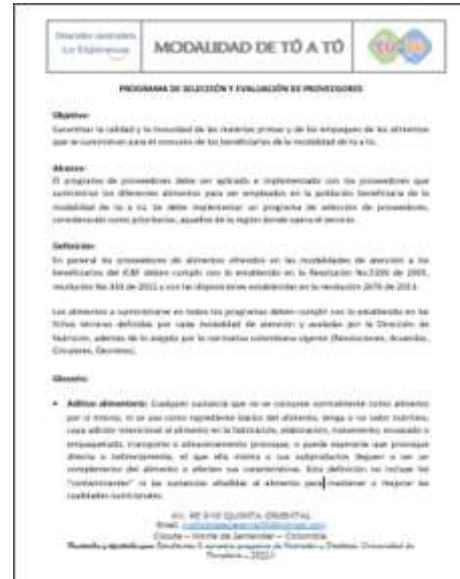 MODALIDAD DE TÚ A TÚ
PROGRAMA DE SELECCIÓN Y EVALUACIÓN DE PROVEEDORES
Objetivo:
Garantizar la calidad y la inocuidad de las materias primas y de los empaques de los alimentos
que se suministran para el consumo de los beneficiarios de la modalidad de tu a tu.
Alcance:
El programa de proveedores debe ser aplicado e implementado con los proveedores que
suministran los diferentes alimentos para ser empleados en la población beneficiaria de la
modalidad de tu a tu. Se debe implementar un programa de selección de proveedores,
considerando como prioritarios, aquellos de la región donde opera el servicio.
Definición:
En general los proveedores de alimentos ofrecidos en las modalidades de atención a los
beneficiarios del ICBF deben cumplir con lo establecido en la Resolución No. de 2005,
resolución No. de y con las disposiciones establecidas en la resolución 2674 de 2013.
Los alimentos a suministrarse en todos los programas deben cumplir con lo establecido en las
fichas técnicas definidas por cada modalidad de atención y avaladas por la Dirección de
Nutrición, además de lo exigido por la normativa colombiana vigente (Resoluciones, Acuerdos,
Circulares, Decretos).
Glosario:
• Aditivo alimentario: Cualquier sustancia que no se consume normalmente como alimento
por sí mismo, ni se usa como ingrediente básico del alimento, tenga o no valor nutritivo,
cuya adición intencional al alimento en la fabricación, elaboración, tratamiento, envasado o
empaquetado, transporte o almacenamiento provoque, o pueda esperarse que provoque
directa o indirectamente, el que ella misma o sus subproductos lleguen a ser un
complemento del alimento o afecten sus características. Esta definición no incluye los
"contaminantes" ni las sustancias añadidas al alimento para mantener o mejorar las
cualidades nutricionales.
QUINTA ORIENTAL
Email:
Cúcuta – Norte de Santander – Colombia